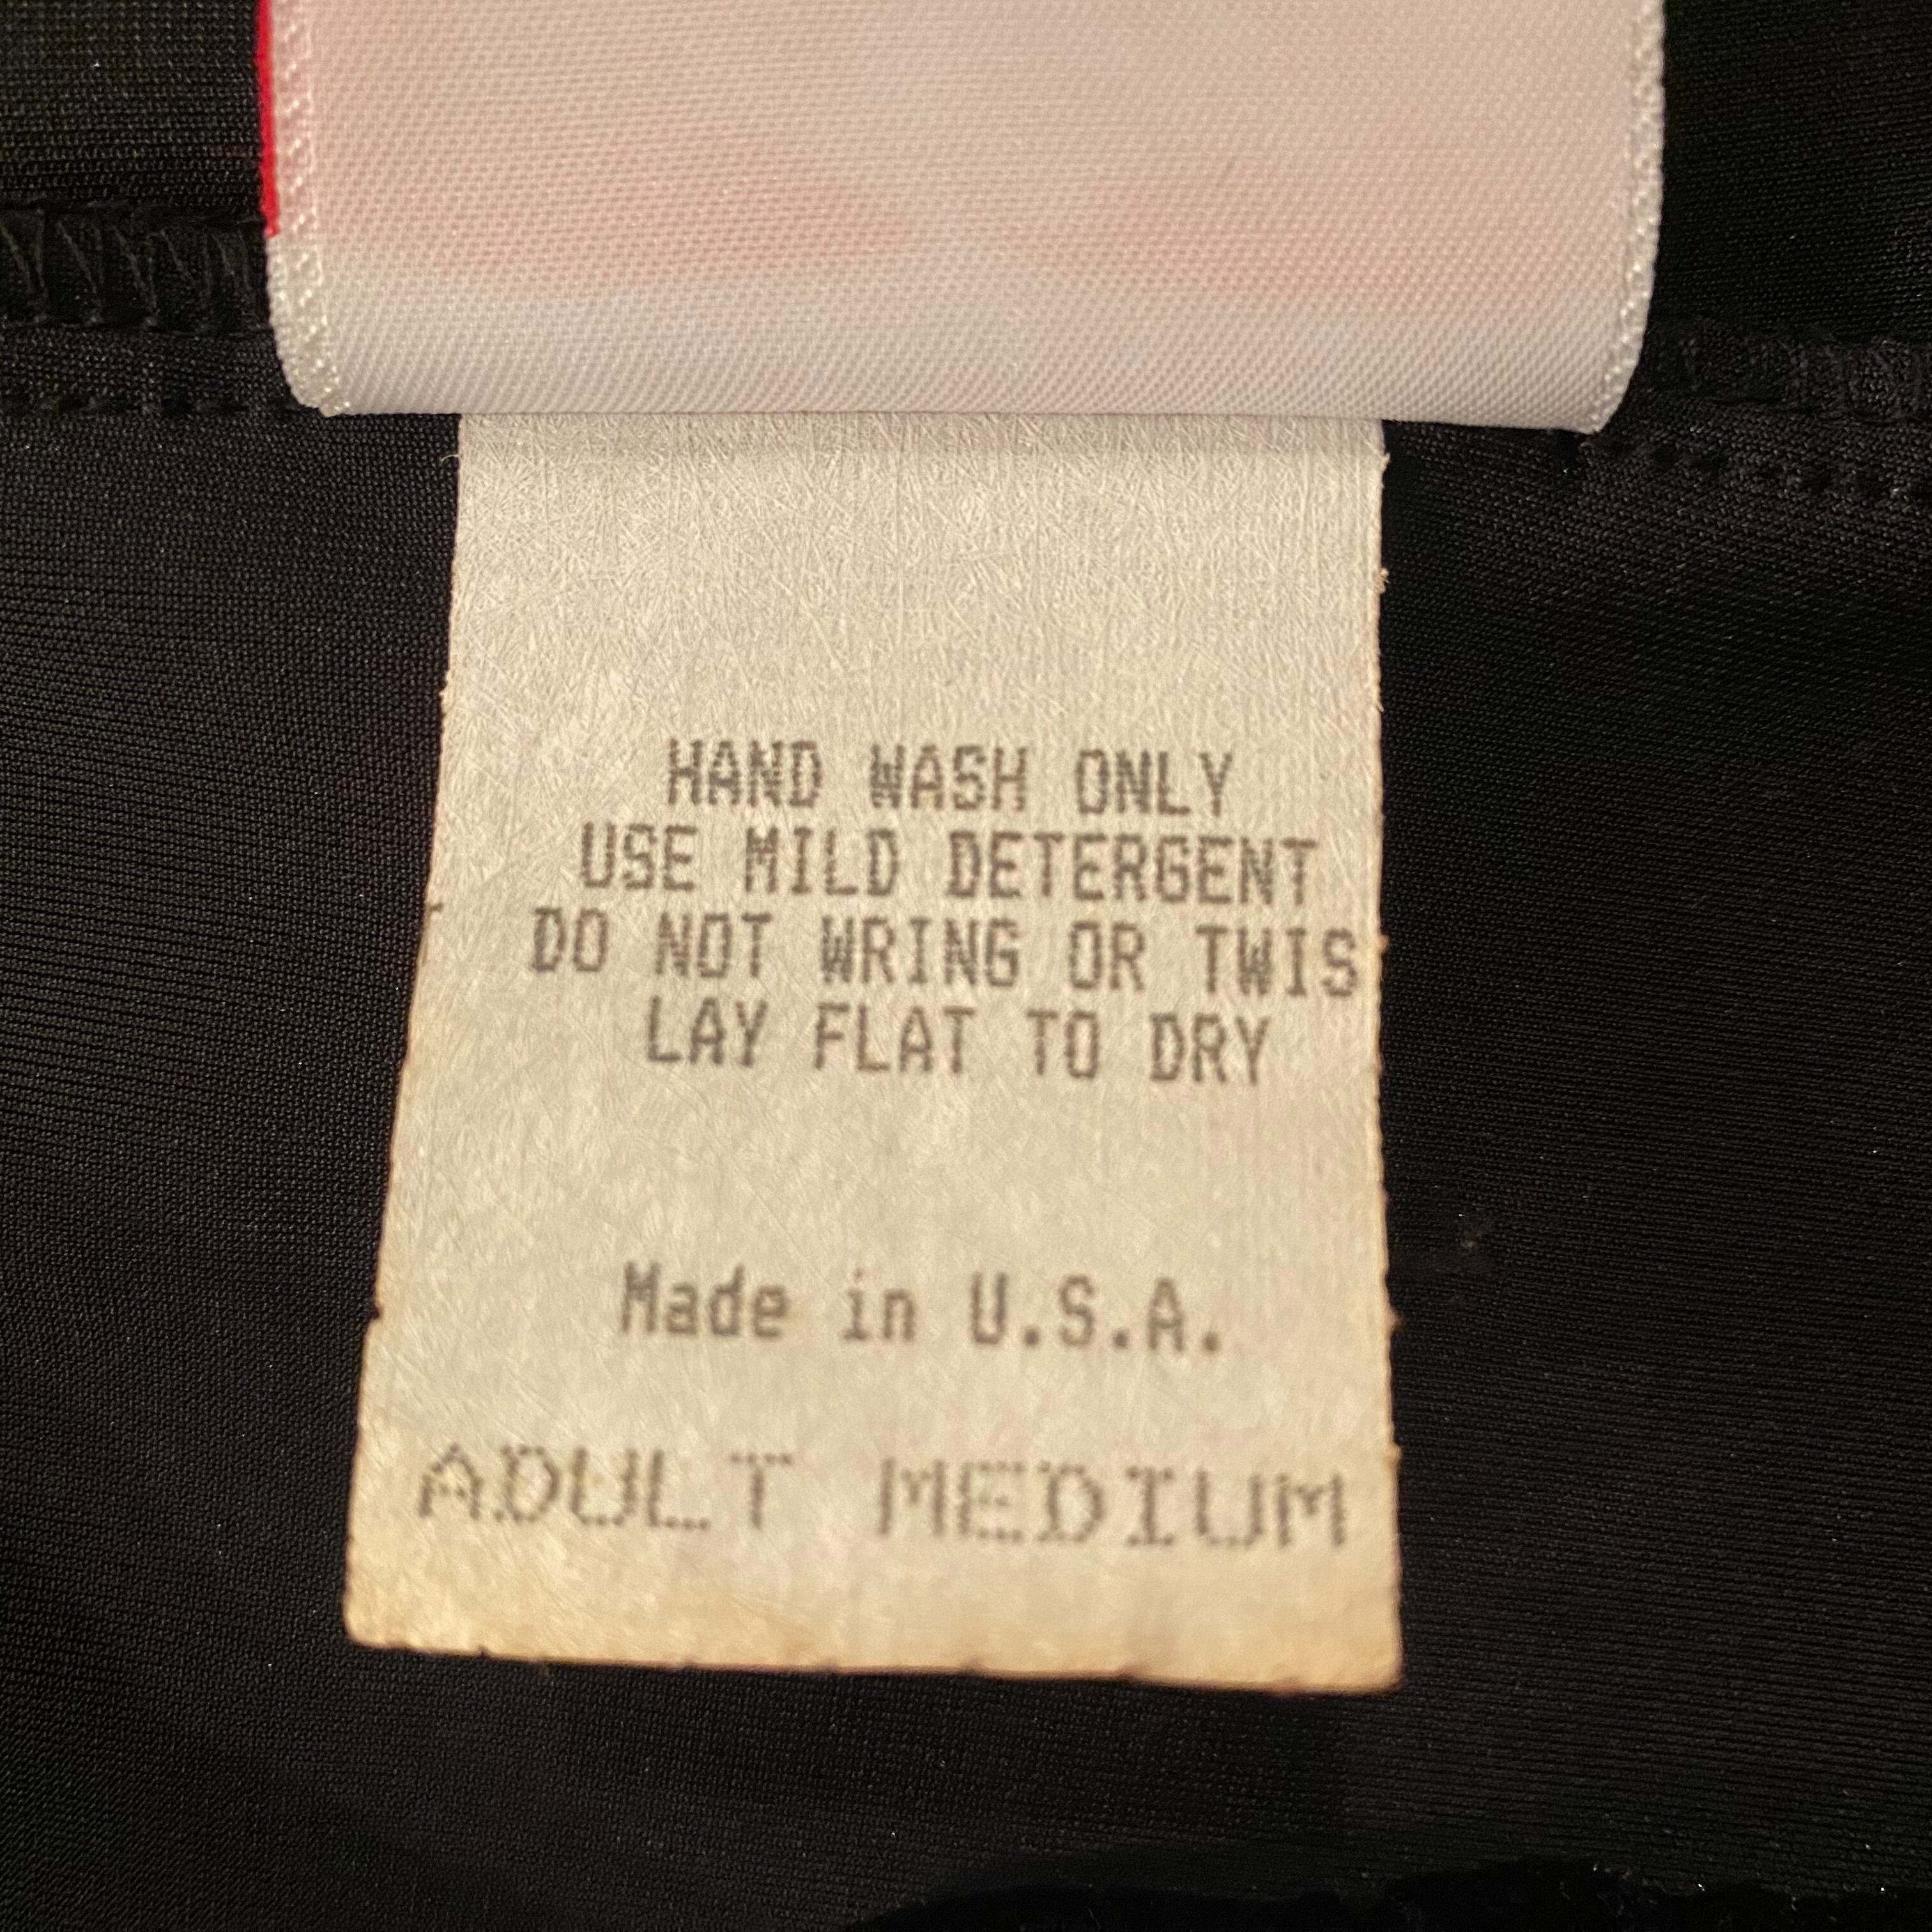 HAND WASH ONLY
USE MILD DETERGENT
DO NOT WRING OR TWIS
LAY FLAT TO DRY
Made in U.S.A.
ADULT MEDIUM